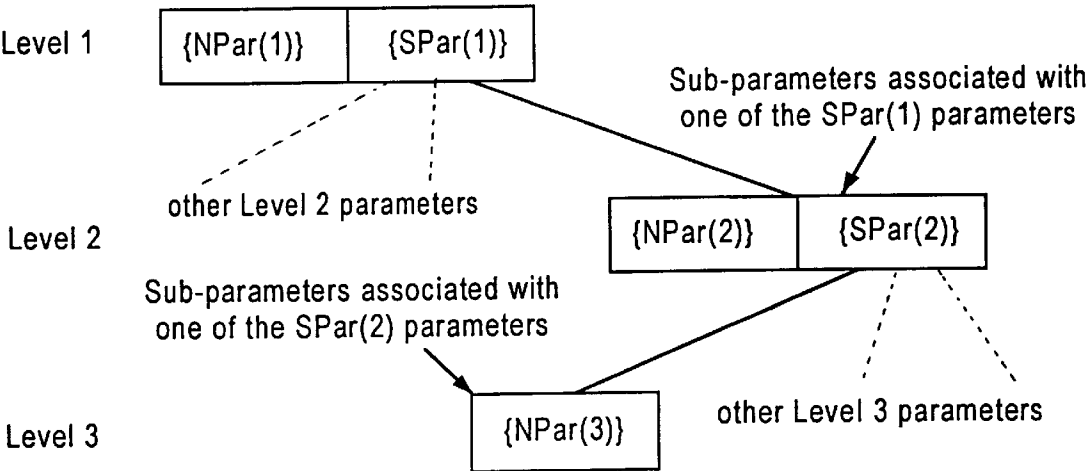 Level 1
{NPar(1)}
{SPar(1)}
Sub-parameters associated with
one of the SPar(1) parameters
other Level 2 parameters
Level 2
{NPar(2)}
{SPar(2)}
Sub-parameters associated with
one of the SPar(2) parameters
other Level 3 parameters
Level 3
{NPar(3)}